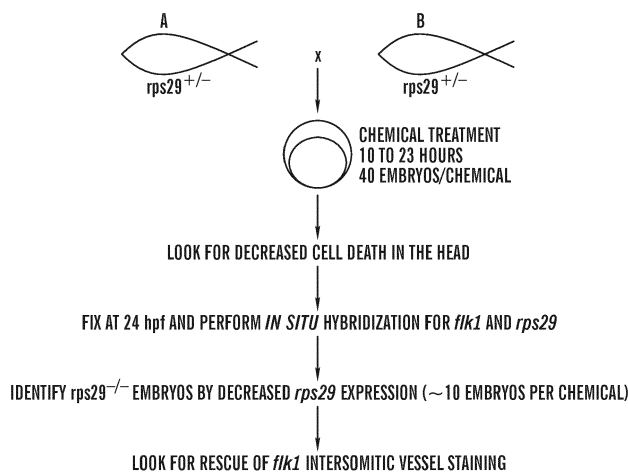 A
B
x
rps29+/−
rps29+/−
CHEMICAL TREATMENT
10 TO 23 HOURS
40 EMBRYOS/CHEMICAL
LOOK FOR DECREASED CELL DEATH IN THE HEAD
FIX AT 24 hpf AND PERFORM IN SITU HYBRIDIZATION FOR flk1 AND rps29
IDENTIFY rps29−/− EMBRYOS BY DECREASED rps29 EXPRESSION (~10 EMBRYOS PER CHEMICAL)
LOOK FOR RESCUE OF flk1 INTERSOMITIC VESSEL STAINING